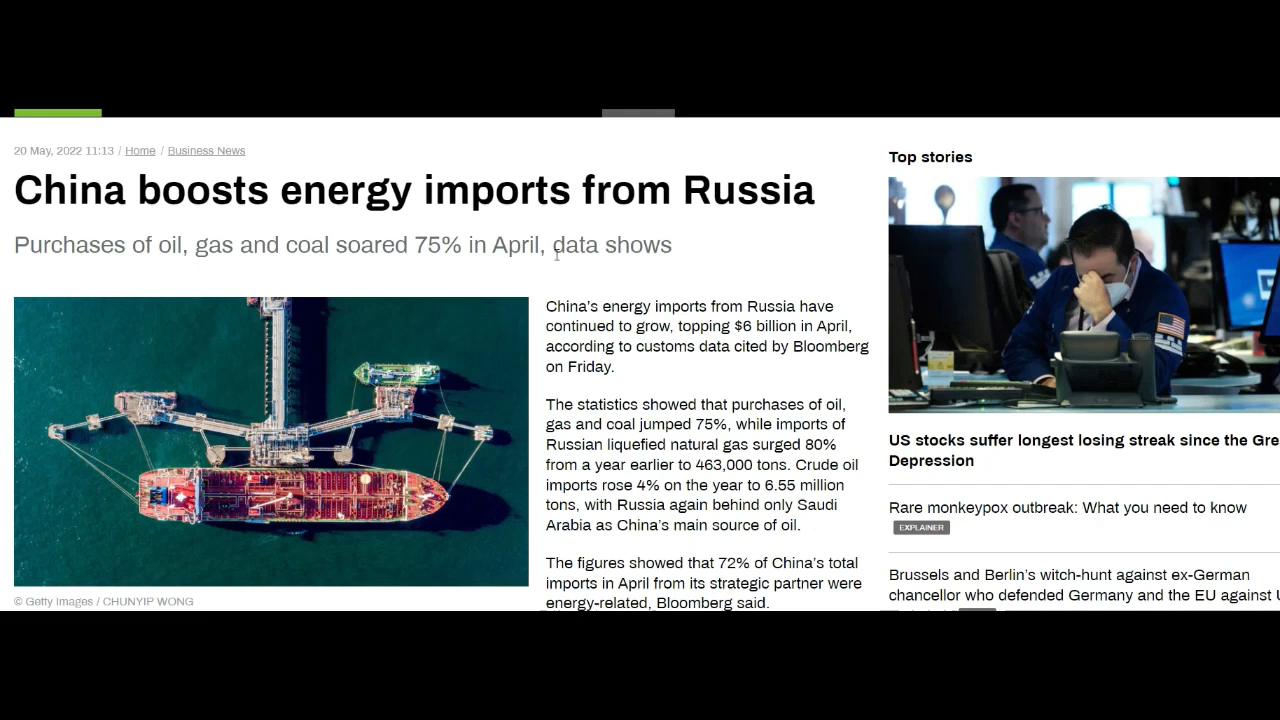 20 May, 2022 11:13 / Home / Business News
China boosts energy imports from Russia
Purchases of oil, gas and coal soared 75% in April, data shows
China's energy imports from Russia have
continued to grow, topping $6 billion in April,
according to customs data cited by Bloomberg
on Friday.
The statistics showed that purchases of oil,
gas and coal jumped 75%, while imports of
Russian liquefied natural gas surged 80%
from a year earlier to 463,000 tons. Crude oil
imports rose 4% on the year to 6.55 million
tons, with Russia again behind only Saudi
Arabia as China's main source of oil.
The figures showed that 72% of China's total
imports in April from its strategic partner were
energy-related, Bloomberg said.
© Getty Images / CHUNYIP WONG
Top stories
US stocks suffer longest losing streak since the Gre
Depression
Rare monkeypox outbreak: What you need to know
EXPLAINER
Brussels and Berlin's witch-hunt against ex-German
chancellor who defended Germany and the EU against U